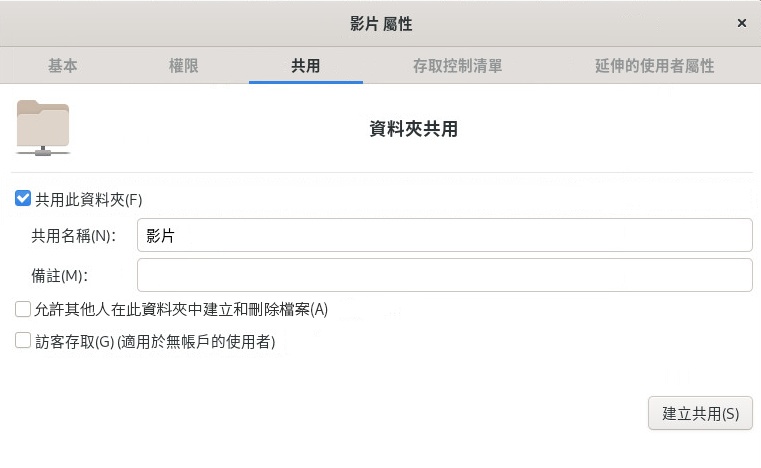 影片 屬性
基本 權限 共用 存取控制清單 延伸的使用者屬性
資料夾共用
共用此資料夾(F)
共用名稱(N)： 影片
備註(M)：
允許其他人在此資料夾中建立和刪除檔案(A)
訪客存取(G) (適用於無帳戶的使用者)
建立共用(S)